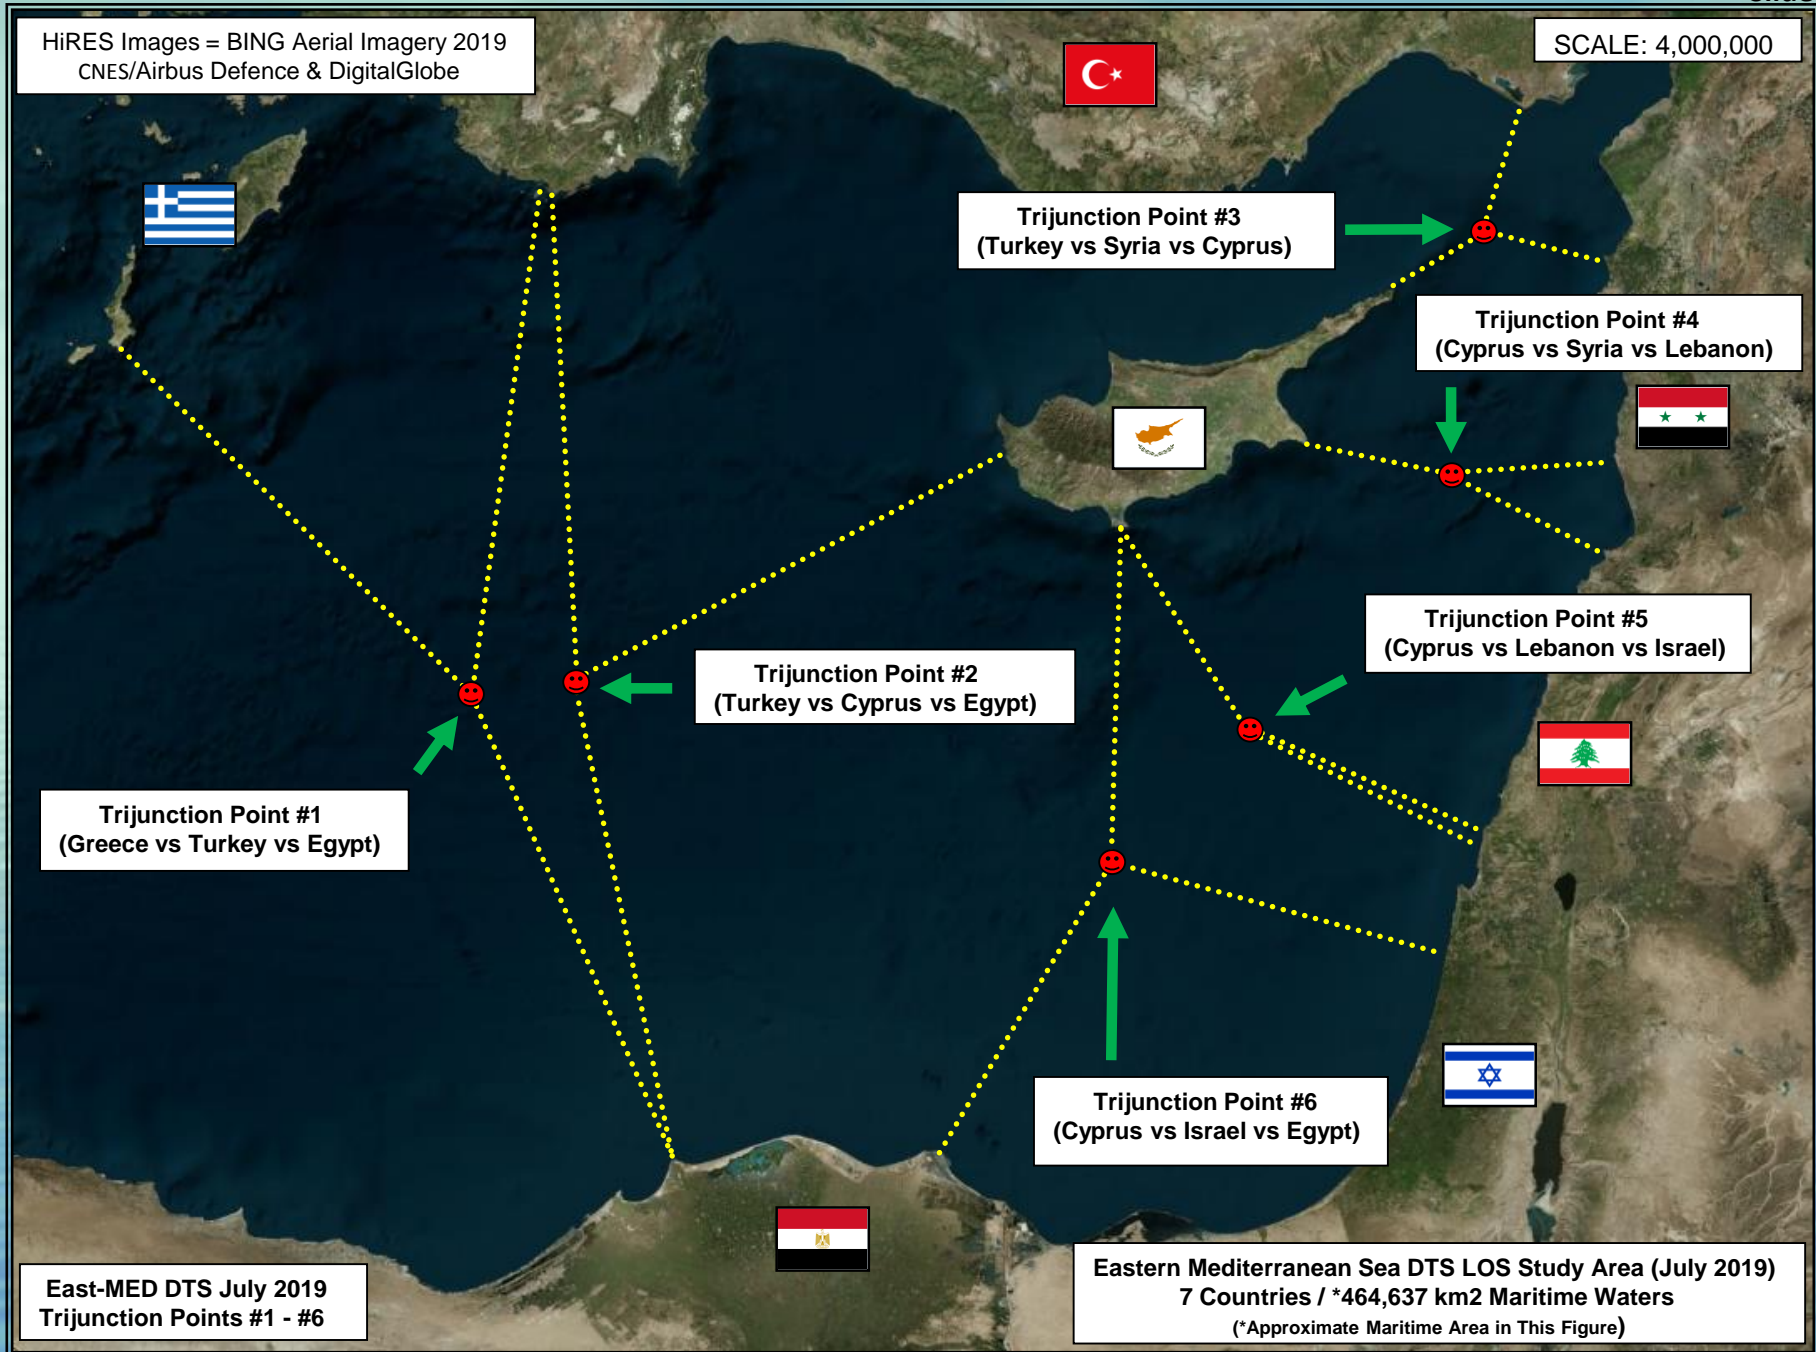 HiRES Images = BING Aerial Imagery 2019
CNES/Airbus Defence & DigitalGlobe
SCALE: 4,000,000
Trijunction Point #3
(Turkey vs Syria vs Cyprus)
Trijunction Point #4
(Cyprus vs Syria vs Lebanon)
Trijunction Point #5
(Cyprus vs Lebanon vs Israel)
Trijunction Point #2
(Turkey vs Cyprus vs Egypt)
Trijunction Point #1
(Greece vs Turkey vs Egypt)
Trijunction Point #6
(Cyprus vs Israel vs Egypt)
East-MED DTS July 2019
Trijunction Points #1 - #6
Eastern Mediterranean Sea DTS LOS Study Area (July 2019)
7 Countries / *464,637 km2 Maritime Waters
(*Approximate Maritime Area in This Figure)